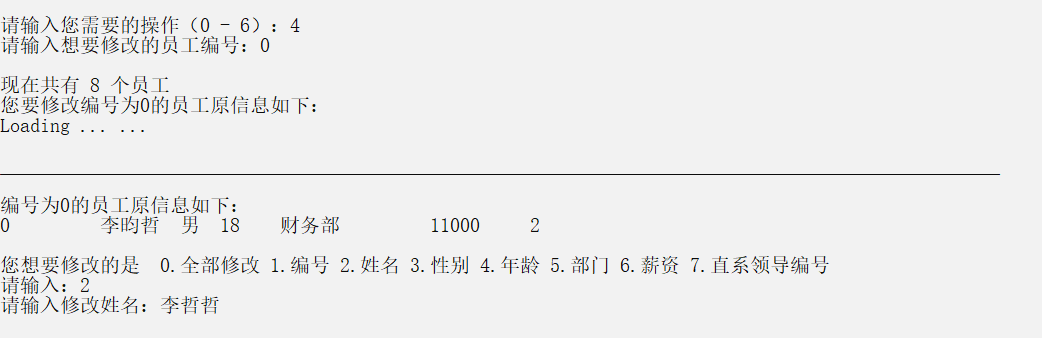 请输入您需要的操作（0 - 6）：4
请输入想要修改的员工编号：0
现在共有 8 个员工
您要修改编号为0的员工原信息如下：
Loading ... ...
编号为0的员工原信息如下：
0 李昀哲 男 18 财务部 11000 2
您想要修改的是 0.全部修改 1.编号 2.姓名 3.性别 4.年龄 5.部门 6.薪资 7.直系领导编号
请输入：2
请输入修改姓名：李哲哲